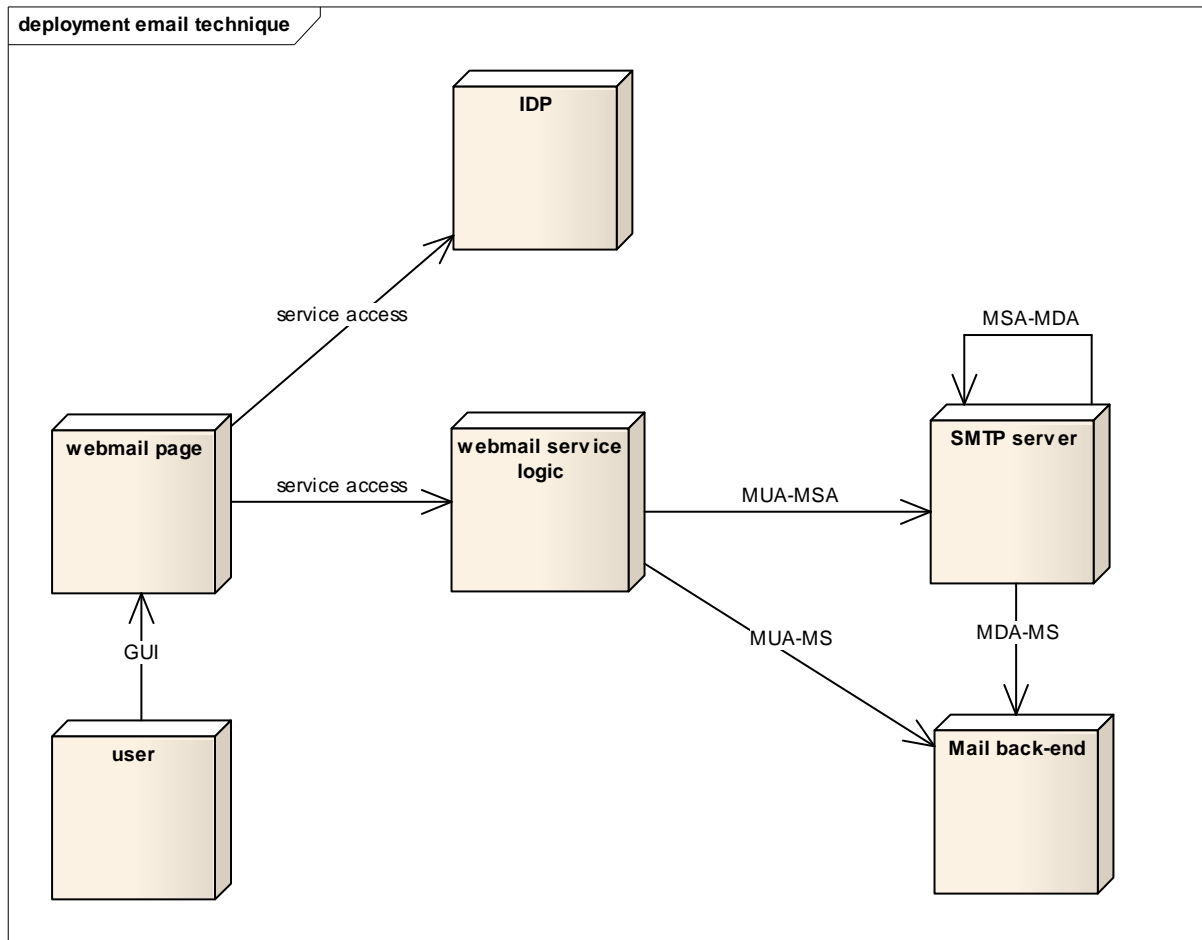 deployment email technique
IDP
service access
MSA-MDA
webmail page
webmail service
logic
SMTP server
service access
MUA-MSA
GUI
MUA-MS
MDA-MS
user
Mail back-end